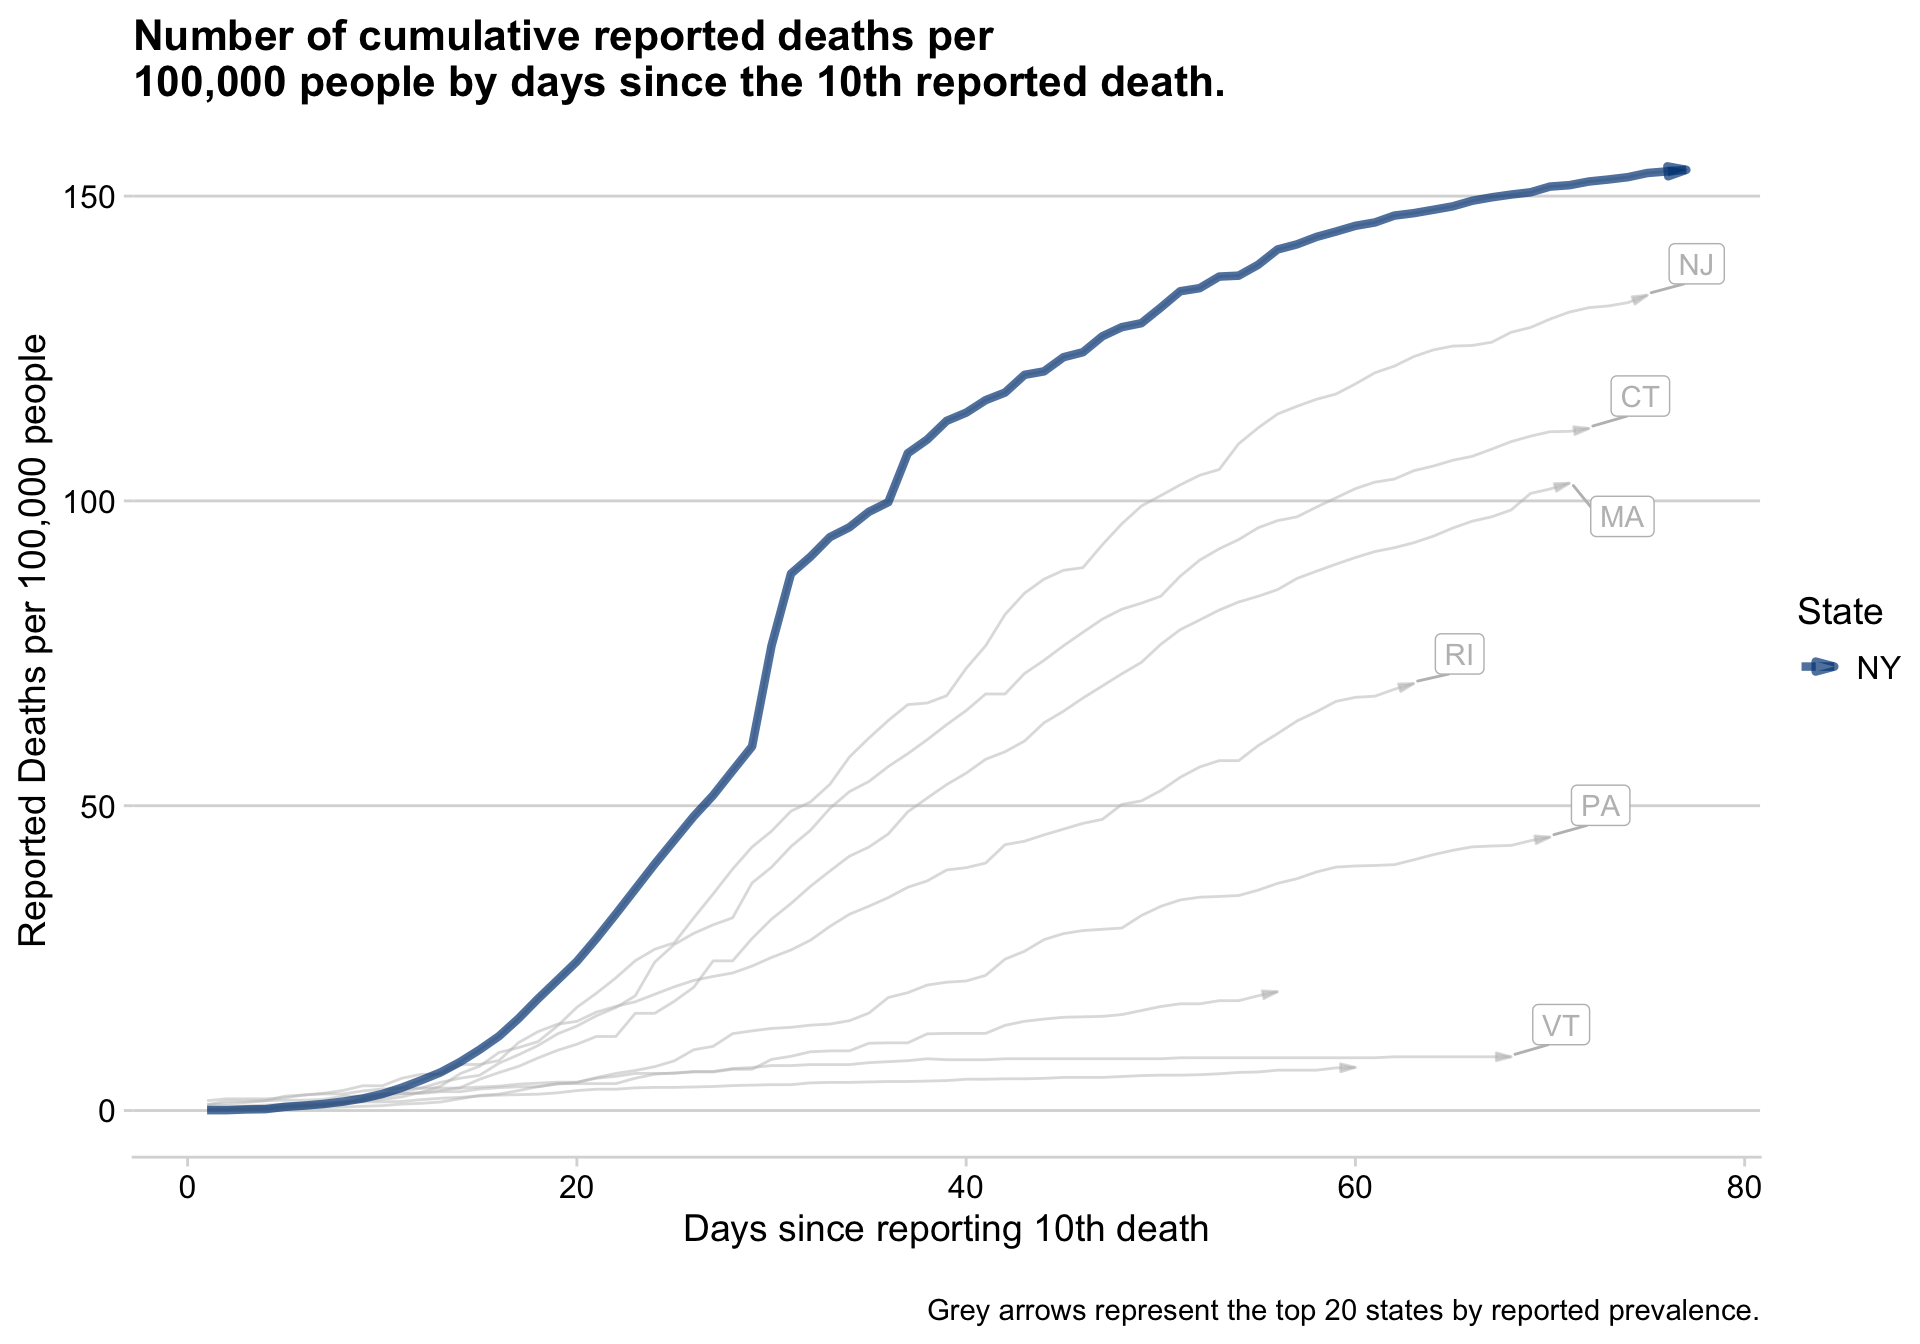 Number of cumulative reported deaths per
100,000 people by days since the 10th reported death.
Reported Deaths per 100,000 people
150
100
50
0
NJ
CT
MA
RI
PA
VT
State
NY
0
20
40
60
80
Days since reporting 10th death
Grey arrows represent the top 20 states by reported prevalence.